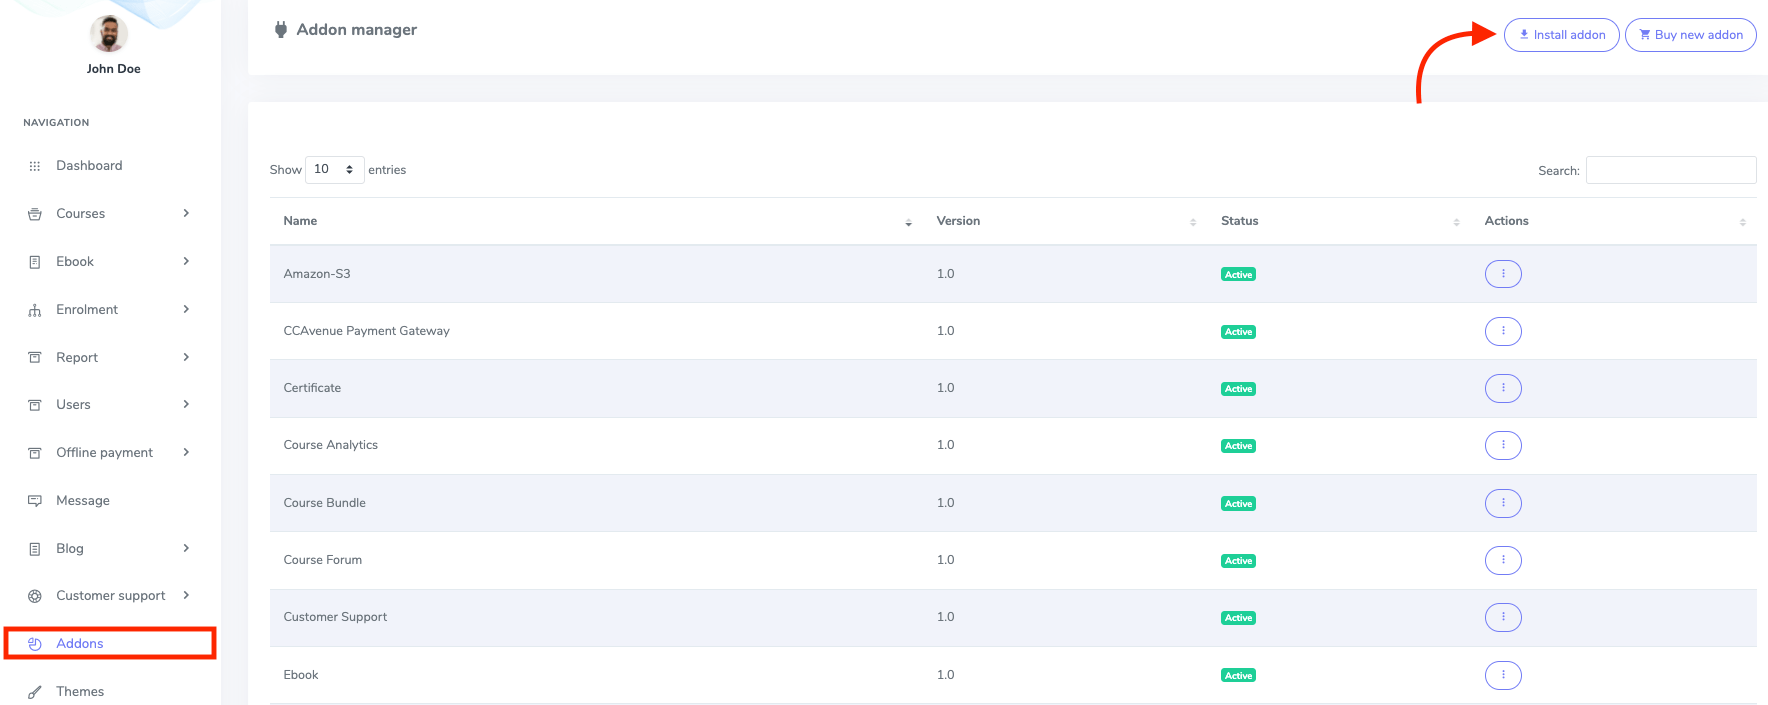 Addon manager
Install addon
Buy new addon
John Doe
NAVIGATION
Dashboard
Courses
Ebook
Enrolment
Report
Users
Offline payment
Message
Blog
Customer support
Addons
Themes
Show 10 entries
Search:
Name Version Status Actions
Amazon-S3 1.0 Active
CCAvenue Payment Gateway 1.0 Active
Certificate 1.0 Active
Course Analytics 1.0 Active
Course Bundle 1.0 Active
Course Forum 1.0 Active
Customer Support 1.0 Active
Ebook 1.0 Active